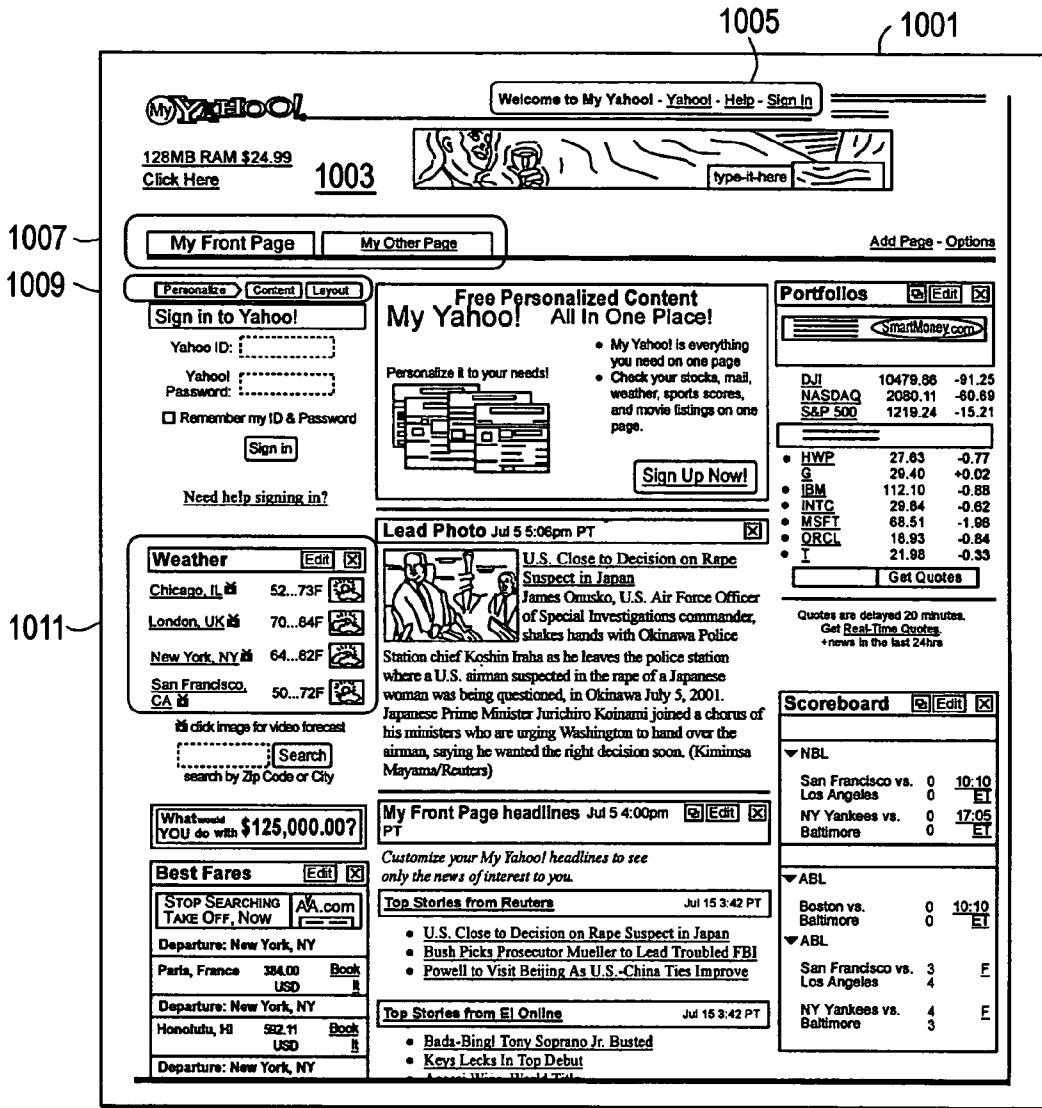 1005
1001
My YAHOO!
Welcome to My Yahoo! - Yahoo! - Help - Sign In
128MB RAM $24.99
Click Here
1003
type-it-here
1007
My Front Page
My Other Page
Add Page - Options
1009
Personalize
Content
Layout
Sign in to Yahoo!
Yahoo ID:
Yahoo!
Password:
Remember my ID & Password
Sign in
Need help signing in?
Free Personalized Content
My Yahoo! All In One Place!
Personalize it to your needs!
• My Yahoo! is everything
you need on one page
• Check your stocks, mail,
weather, sports scores,
and movie listings on one
page.
Sign Up Now!
Portfolios Edit
SmartMoney.com
DJI 10479.86 -91.25
NASDAQ 2080.11 -60.69
S&P 500 1219.24 -15.21
• HWP 27.63 -0.77
G 29.40 +0.02
• IBM 112.10 -0.88
• INTC 29.84 -0.62
• MSFT 68.51 -1.98
• ORCL 18.93 -0.84
• T 21.98 -0.33
Get Quotes
Quotes are delayed 20 minutes.
Get Real-Time Quotes.
+news in the last 24hrs
1011
Weather Edit
Chicago, IL 52...73F
London, UK 70...84F
New York, NY 64...82F
San Francisco,
CA 50...72F
click image for video forecast
Search
search by Zip Code or City
Lead Photo Jul 5 5:06pm PT
U.S. Close to Decision on Rape
Suspect in Japan
James Onusko, U.S. Air Force Officer
of Special Investigations commander,
shakes hands with Okinawa Police
Station chief Koshin Iraha as he leaves the police station
where a U.S. airman suspected in the rape of a Japanese
woman was being questioned, in Okinawa July 5, 2001.
Japanese Prime Minister Jurichiro Koinami joined a chorus of
his ministers who are urging Washington to hand over the
airman, saying he wanted the right decision soon. (Kimimsa
Mayama/Reuters)
What would
YOU do with $125,000.00?
Best Fares Edit
STOP SEARCHING
TAKE OFF, NOW
AA.com
Departure: New York, NY
Paris, France 384.00 Book
USD It
Departure: New York, NY
Honolulu, HI 592.11 Book
USD It
Departure: New York, NY
My Front Page headlines Jul 5 4:00pm Edit
PT
Customize your My Yahoo! headlines to see
only the news of interest to you.
Top Stories from Reuters Jul 15 3:42 PT
• U.S. Close to Decision on Rape Suspect in Japan
• Bush Picks Prosecutor Mueller to Lead Troubled FBI
• Powell to Visit Beijing As U.S.-China Ties Improve
Top Stories from E! Online Jul 15 3:42 PT
• Bada-Bing! Tony Soprano Jr. Busted
• Keys Lecks In Top Debut
Scoreboard Edit
NBL
San Francisco vs. 0 10:10
Los Angeles 0 ET
NY Yankees vs. 0 17:05
Baltimore 0 ET
ABL
Boston vs. 0 10:10
Baltimore 0 ET
ABL
San Francisco vs. 3 F
Los Angeles 4
NY Yankees vs. 4 F
Baltimore 3